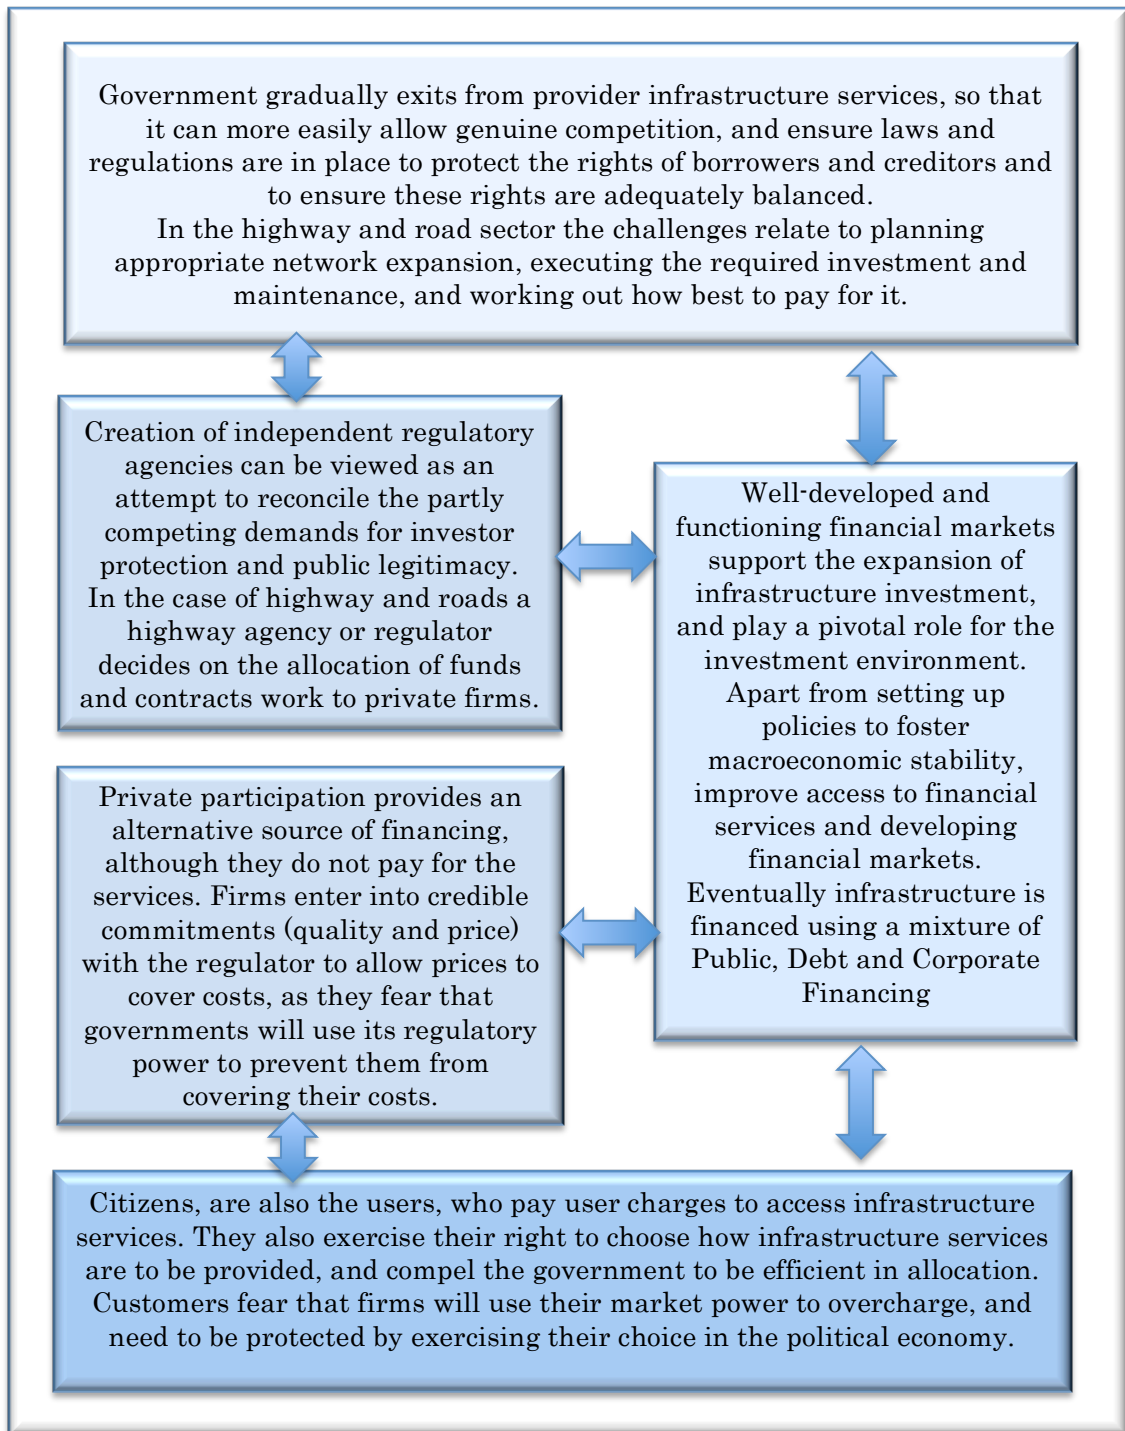 Government gradually exits from provider infrastructure services, so that
it can more easily allow genuine competition, and ensure laws and
regulations are in place to protect the rights of borrowers and creditors and
to ensure these rights are adequately balanced.
In the highway and road sector the challenges relate to planning
appropriate network expansion, executing the required investment and
maintenance, and working out how best to pay for it.
Creation of independent regulatory
agencies can be viewed as an
attempt to reconcile the partly
competing demands for investor
protection and public legitimacy.
In the case of highway and roads a
highway agency or regulator
decides on the allocation of funds
and contracts work to private firms.
Well-developed and
functioning financial markets
support the expansion of
infrastructure investment,
and play a pivotal role for the
investment environment.
Apart from setting up
policies to foster
macroeconomic stability,
improve access to financial
services and developing
financial markets.
Eventually infrastructure is
financed using a mixture of
Public, Debt and Corporate
Financing
Private participation provides an
alternative source of financing,
although they do not pay for the
services. Firms enter into credible
commitments (quality and price)
with the regulator to allow prices to
cover costs, as they fear that
governments will use its regulatory
power to prevent them from
covering their costs.
Citizens, are also the users, who pay user charges to access infrastructure
services. They also exercise their right to choose how infrastructure services
are to be provided, and compel the government to be efficient in allocation.
Customers fear that firms will use their market power to overcharge, and
need to be protected by exercising their choice in the political economy.